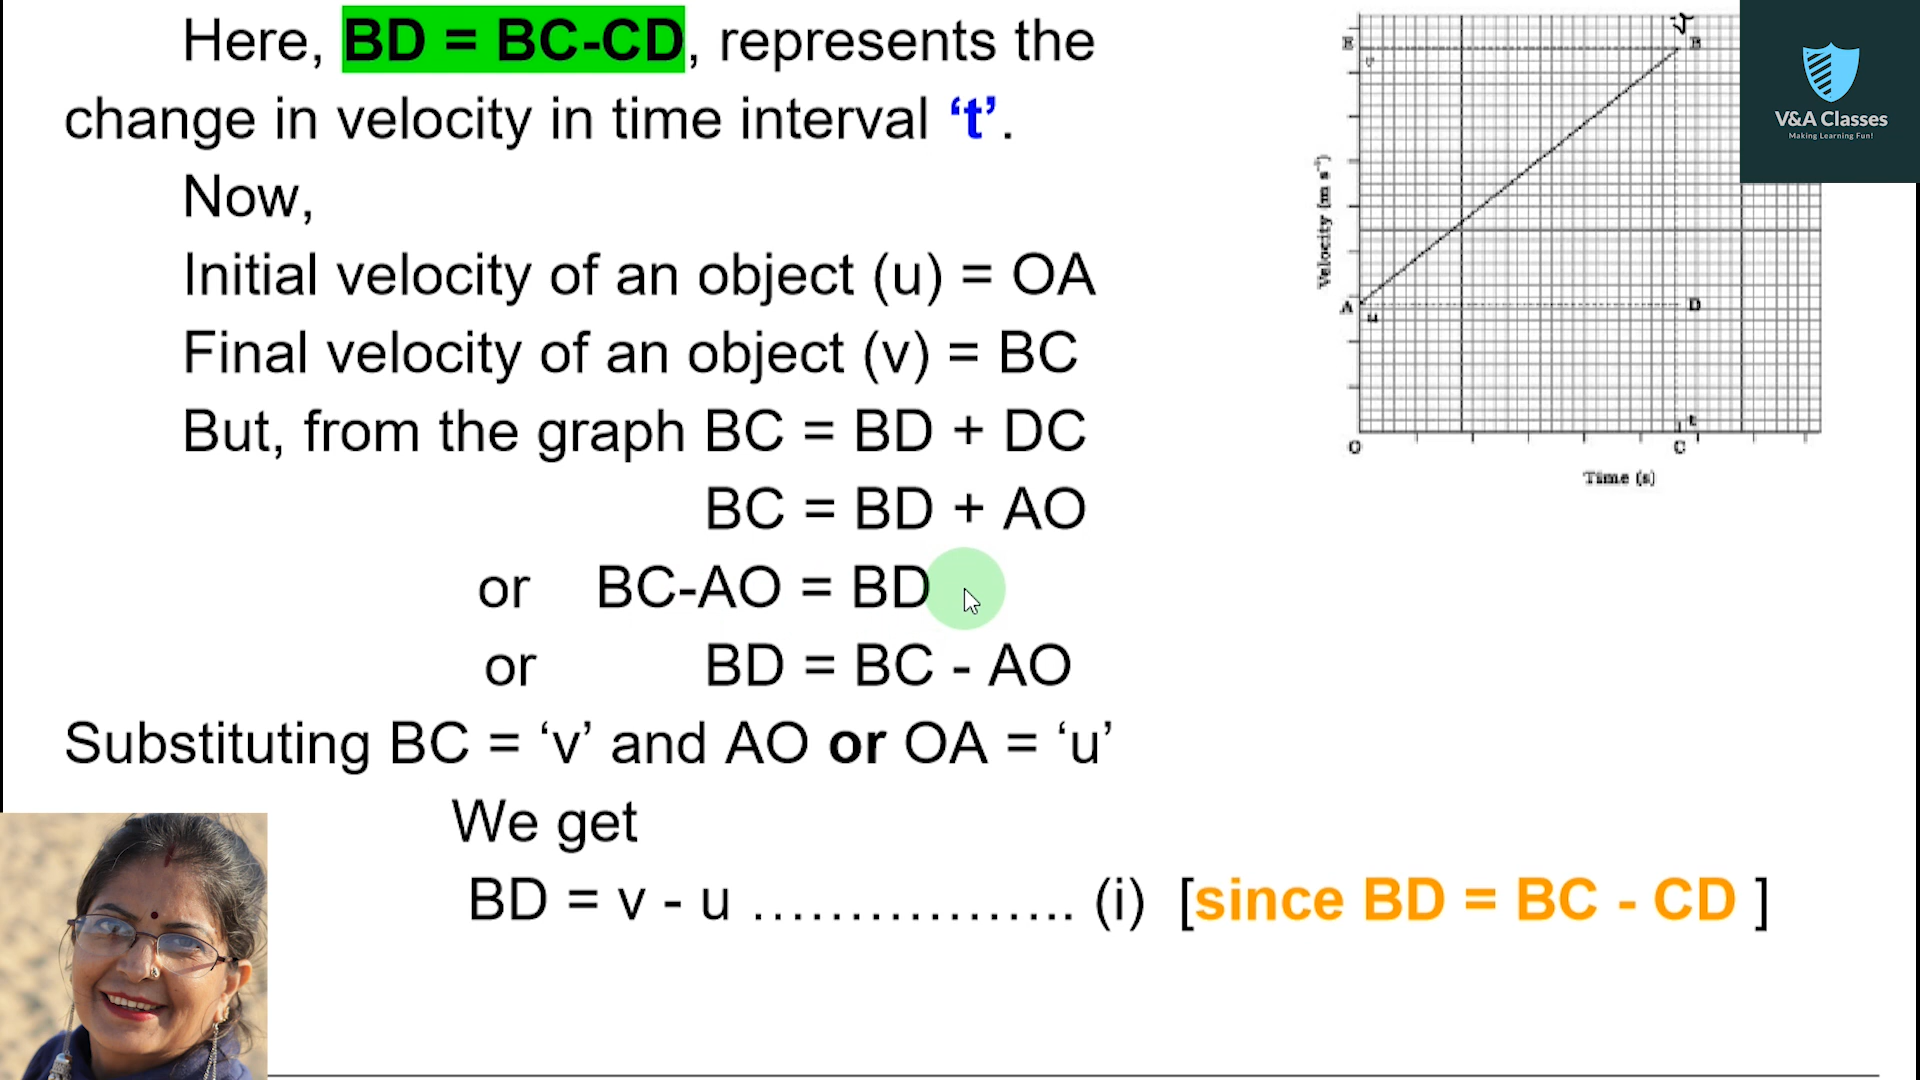 Here, BD = BC-CD, represents the
change in velocity in time interval ‘t’.
Now,
Initial velocity of an object (u) = OA
Final velocity of an object (v) = BC
But, from the graph BC = BD + DC
BC = BD + AO
or BC-AO = BD
or BD = BC - AO
Substituting BC = ‘v’ and AO or OA = ‘u’
We get
BD = v - u ................. (i) [since BD = BC - CD ]
E
v
B
Velocity (m s⁻¹)
A
u
D
t
O
C
Time (s)
V&A Classes
Making Learning Fun!